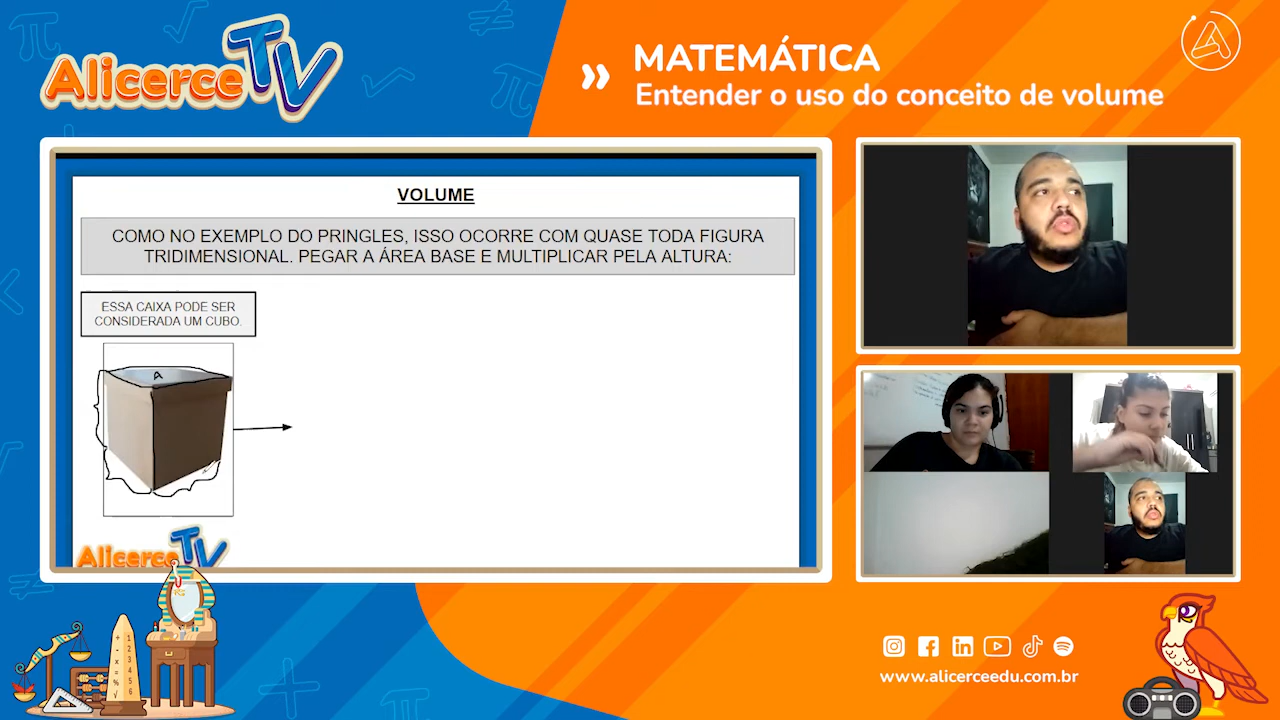 AlicerceTV
MATEMÁTICA
Entender o uso do conceito de volume
VOLUME
COMO NO EXEMPLO DO PRINGLES, ISSO OCORRE COM QUASE TODA FIGURA
TRIDIMENSIONAL. PEGAR A ÁREA BASE E MULTIPLICAR PELA ALTURA:
ESSA CAIXA PODE SER
CONSIDERADA UM CUBO.
A
AlicerceTV
www.alicerceedu.com.br